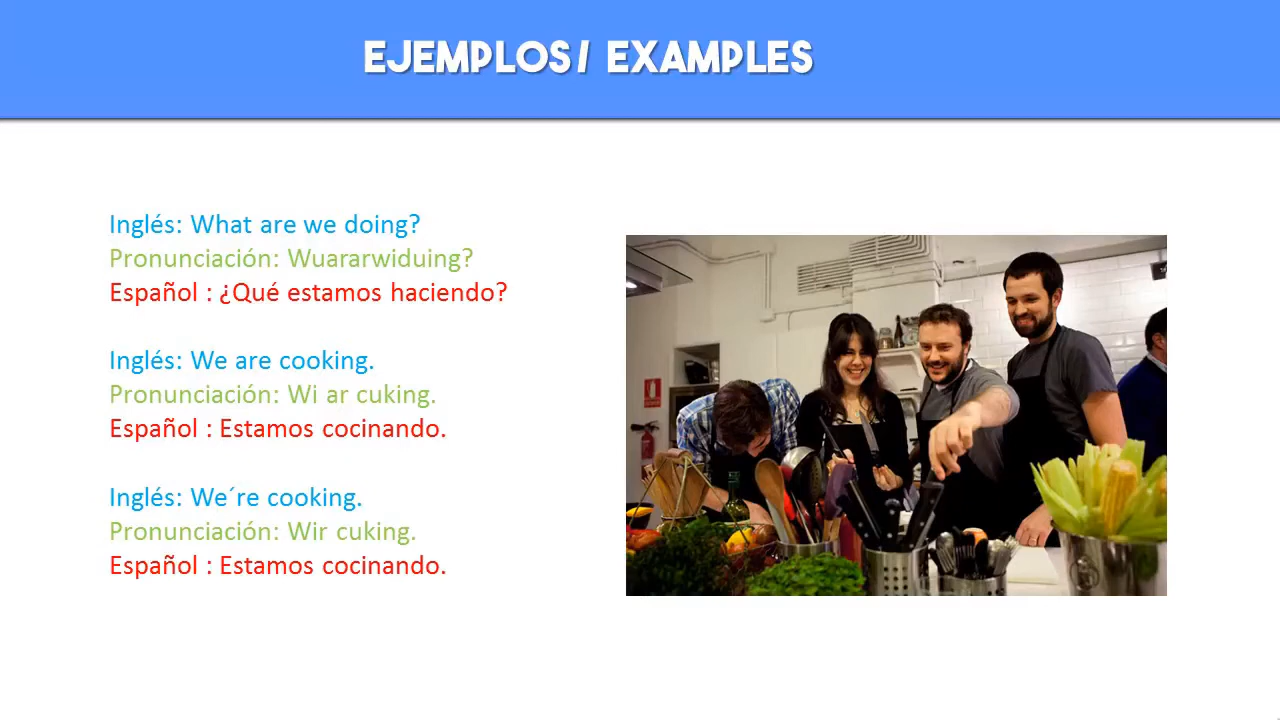 EJEMPLOS/ EXAMPLES
Inglés: What are we doing?
Pronunciación: Wuararwiduing?
Español : ¿Qué estamos haciendo?
Inglés: We are cooking.
Pronunciación: Wi ar cuking.
Español : Estamos cocinando.
Inglés: We´re cooking.
Pronunciación: Wir cuking.
Español : Estamos cocinando.